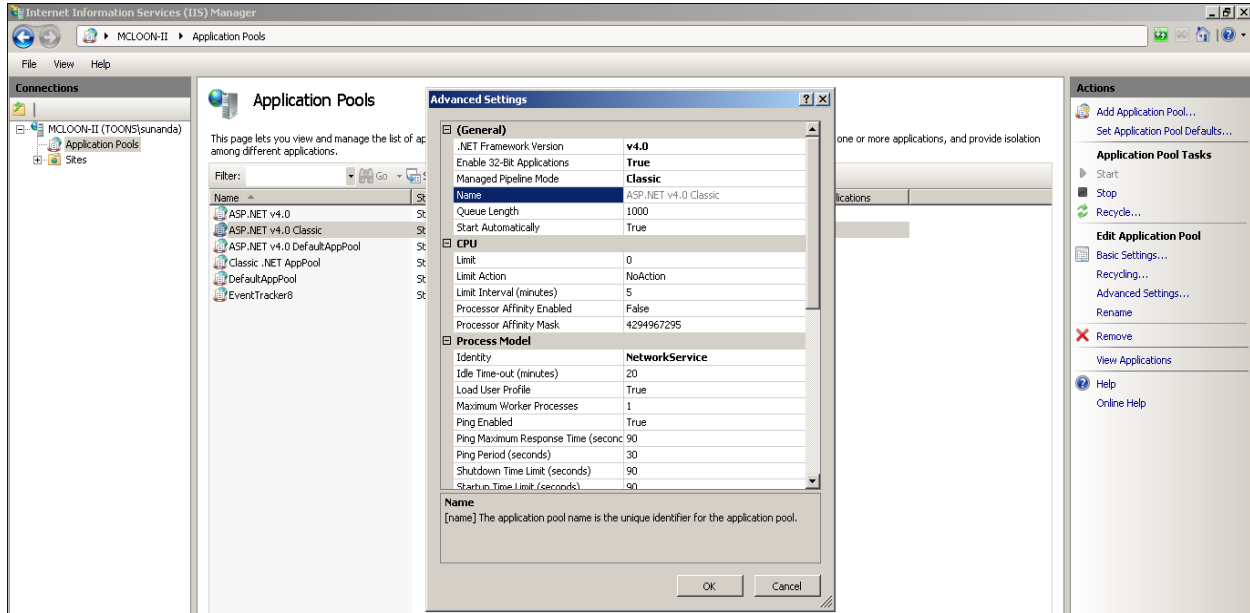 Internet Information Services (IIS) Manager
MCLOON-II Application Pools
File View Help
Connections
MCLOON-II (TOONS\sunanda)
Application Pools
Sites
Application Pools
This page lets you view and manage the list of ap
one or more applications, and provide isolation
among different applications.
Filter: Go S
Name St lications
ASP.NET v4.0 St
ASP.NET v4.0 Classic St
ASP.NET v4.0 DefaultAppPool St
Classic .NET AppPool St
DefaultAppPool St
EventTracker8 St
Advanced Settings
(General)
.NET Framework Version v4.0
Enable 32-Bit Applications True
Managed Pipeline Mode Classic
Name ASP.NET v4.0 Classic
Queue Length 1000
Start Automatically True
CPU
Limit 0
Limit Action NoAction
Limit Interval (minutes) 5
Processor Affinity Enabled False
Processor Affinity Mask 4294967295
Process Model
Identity NetworkService
Idle Time-out (minutes) 20
Load User Profile True
Maximum Worker Processes 1
Ping Enabled True
Ping Maximum Response Time (second 90
Ping Period (seconds) 30
Shutdown Time Limit (seconds) 90
Startup Time Limit (seconds) 90
Name
[name] The application pool name is the unique identifier for the application pool.
OK Cancel
Actions
Add Application Pool...
Set Application Pool Defaults...
Application Pool Tasks
Start
Stop
Recycle...
Edit Application Pool
Basic Settings...
Recycling...
Advanced Settings...
Rename
Remove
View Applications
Help
Online Help